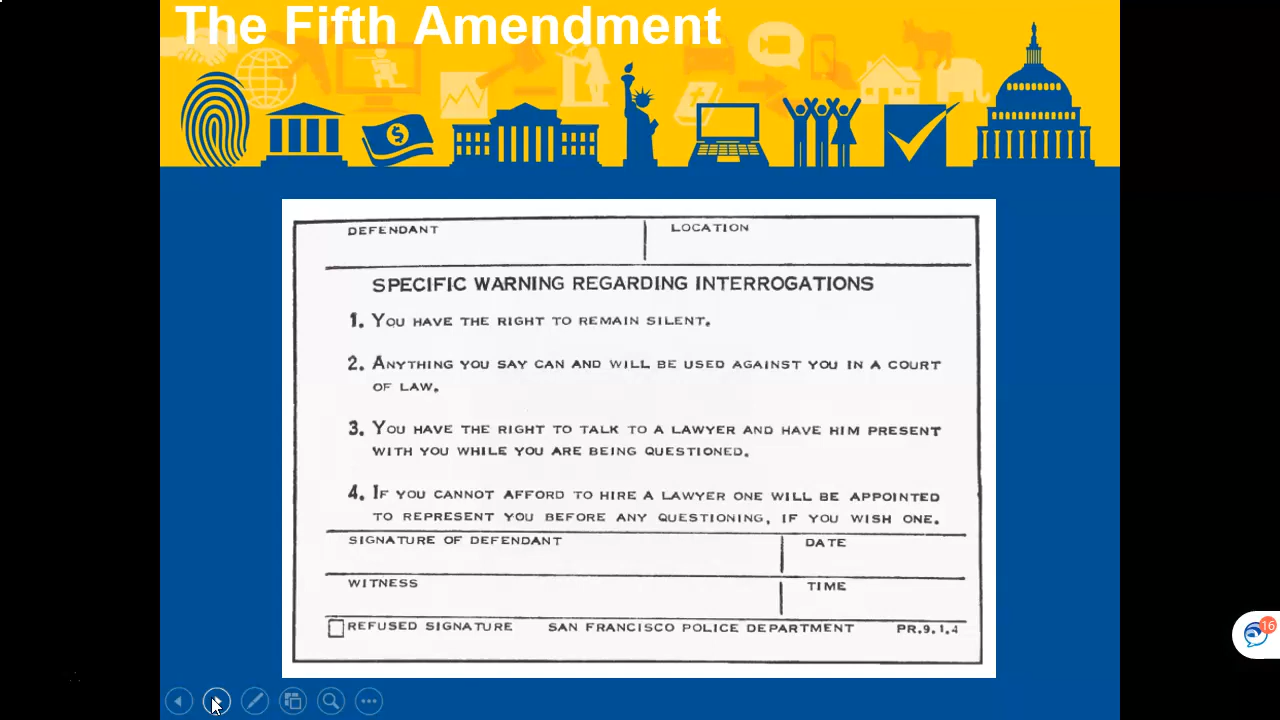 The Fifth Amendment
DEFENDANT
LOCATION
SPECIFIC WARNING REGARDING INTERROGATIONS
1. YOU HAVE THE RIGHT TO REMAIN SILENT.
2. ANYTHING YOU SAY CAN AND WILL BE USED AGAINST YOU IN A COURT
OF LAW.
3. YOU HAVE THE RIGHT TO TALK TO A LAWYER AND HAVE HIM PRESENT
WITH YOU WHILE YOU ARE BEING QUESTIONED.
4. IF YOU CANNOT AFFORD TO HIRE A LAWYER ONE WILL BE APPOINTED
TO REPRESENT YOU BEFORE ANY QUESTIONING, IF YOU WISH ONE.
SIGNATURE OF DEFENDANT
DATE
WITNESS
TIME
REFUSED SIGNATURE SAN FRANCISCO POLICE DEPARTMENT PR.9.1.4
16